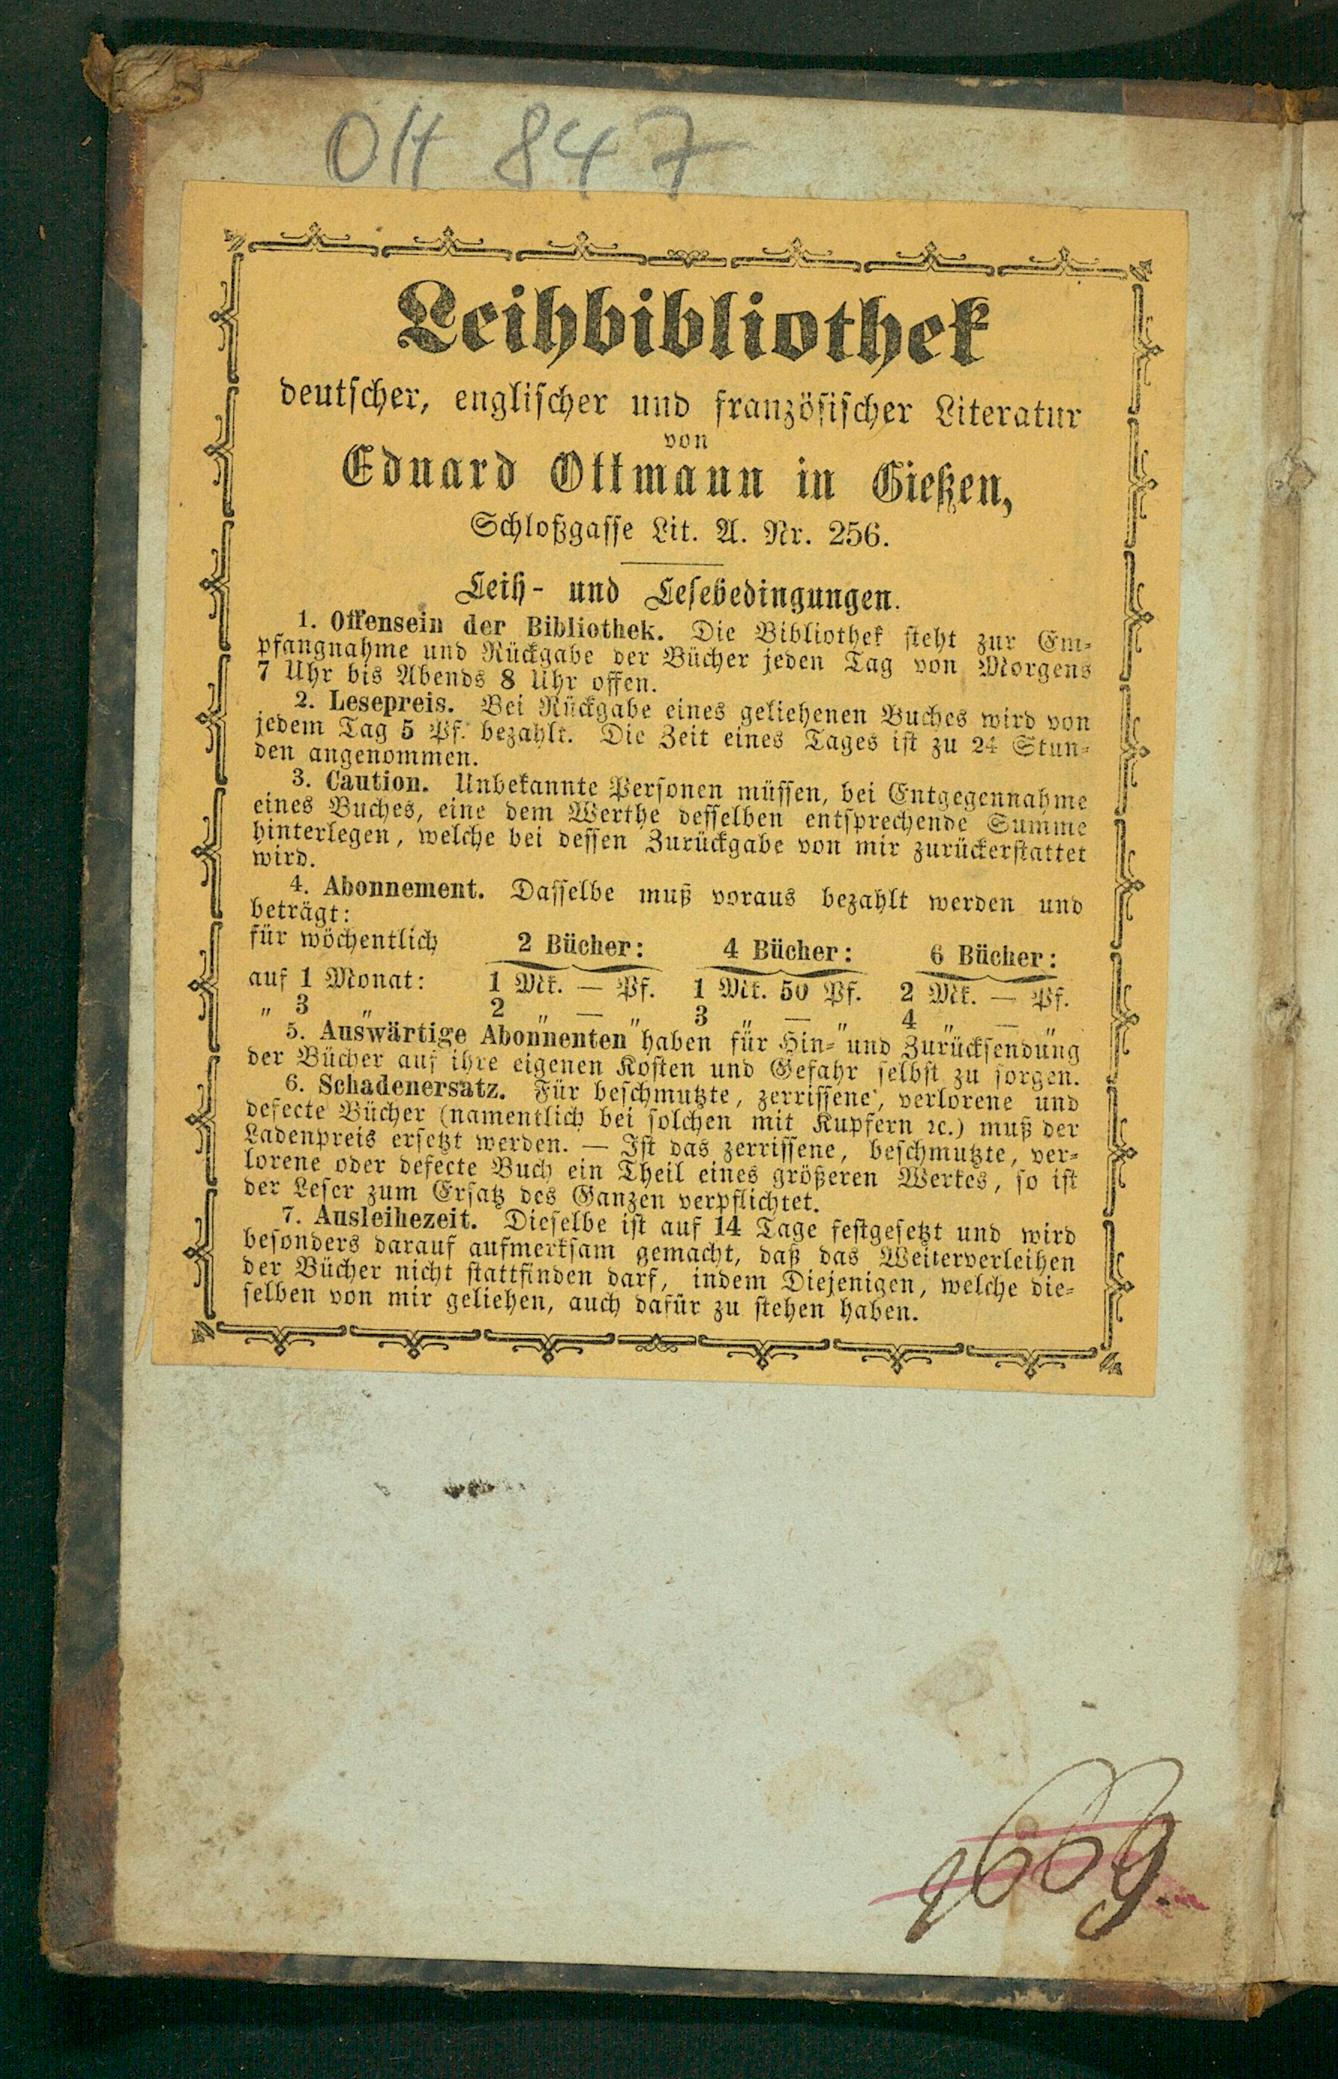 OH 847
Leihbibliothek
deutscher, englischer und französischer Literatur
von
Eduard Ottmann in Gießen,
Schloßgasse Lit. A. Nr. 256.
Leih- und Lesebedingungen.
1. Offensein der Bibliothek. Die Bibliothek steht zur Em-
pfangnahme und Rückgabe der Bücher jeden Tag von Morgens
7 Uhr bis Abends 8 Uhr offen.
2. Lesepreis. Bei Rückgabe eines geliehenen Buches wird von
jedem Tag 5 Pf. bezahlt. Die Zeit eines Tages ist zu 24 Stun-
den angenommen.
3. Caution. Unbekannte Personen müssen, bei Entgegennahme
eines Buches, eine dem Werthe desselben entsprechende Summe
hinterlegen, welche bei dessen Zurückgabe von mir zurückerstattet
wird.
4. Abonnement. Dasselbe muß voraus bezahlt werden und
beträgt:
für wöchentlich 2 Bücher: 4 Bücher: 6 Bücher:
auf 1 Monat: 1 Mk. — Pf. 1 Mk. 50 Pf. 2 Mk. — Pf.
„ 3 „ 2 „ — „ 3 „ — „ 4 „ — „
5. Auswärtige Abonnenten haben für Hin- und Zurücksendung
der Bücher auf ihre eigenen Kosten und Gefahr selbst zu sorgen.
6. Schadenersatz. Für beschmutzte, zerrissene, verlorene und
defecte Bücher (namentlich bei solchen mit Kupfern ꝛc.) muß der
Ladenpreis ersetzt werden. — Ist das zerrissene, beschmutzte, ver-
lorene oder defecte Buch ein Theil eines größeren Werkes, so ist
der Leser zum Ersatz des Ganzen verpflichtet.
7. Ausleihezeit. Dieselbe ist auf 14 Tage festgesetzt und wird
besonders darauf aufmerksam gemacht, daß das Weiterverleihen
der Bücher nicht stattfinden darf, indem Diejenigen, welche die-
selben von mir geliehen, auch dafür zu stehen haben.